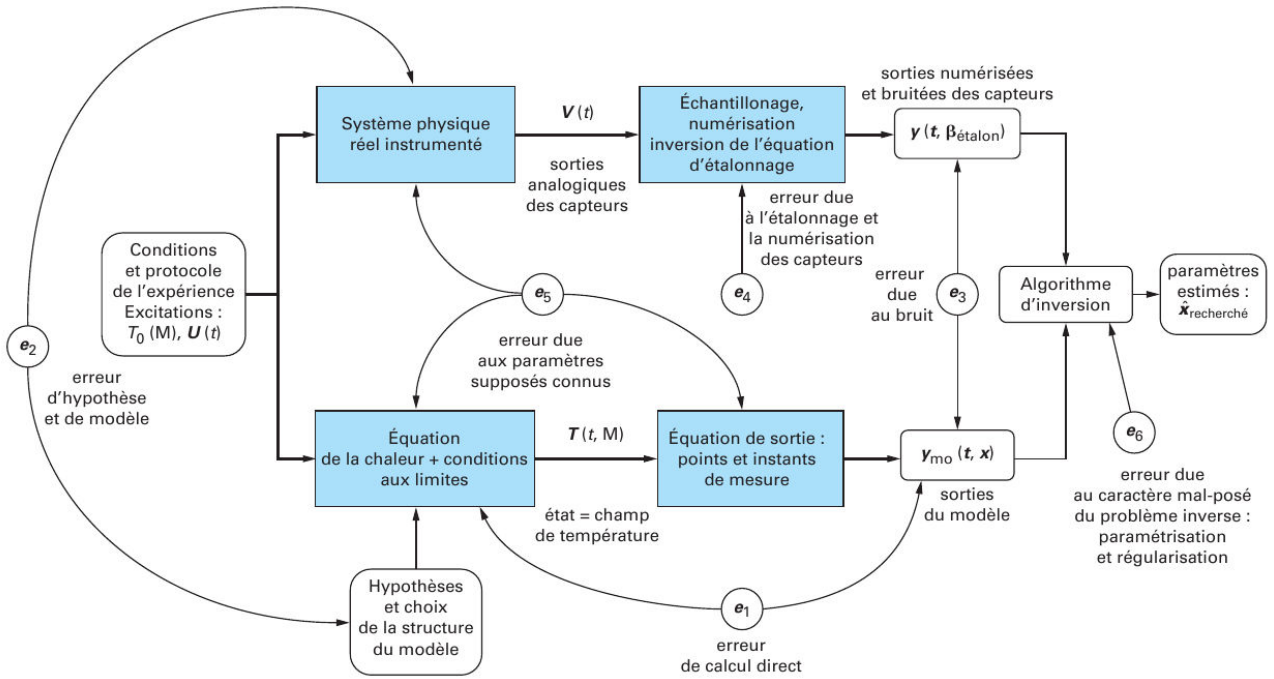 sorties numérisées
et bruitées des capteurs
Système physique
réel instrumenté
V (t)
sorties
analogiques
des capteurs
Échantillonage,
numérisation
inversion de l'équation
d'étalonnage
y (t, βétalon)
Conditions
et protocole
de l'expérience
Excitations :
T0 (M), U (t)
e2
erreur
d'hypothèse
et de modèle
e5
erreur due
aux paramètres
supposés connus
erreur due
à l'étalonnage et
la numérisation
des capteurs
e4
erreur
due
au bruit
e3
Algorithme
d'inversion
paramètres
estimés :
x̂recherché
Équation
de la chaleur + conditions
aux limites
T (t, M)
état = champ
de température
Équation de sortie :
points et instants
de mesure
ymo (t, x)
sorties
du modèle
e6
erreur due
au caractère mal-posé
du problème inverse :
paramétrisation
et régularisation
Hypothèses
et choix
de la structure
du modèle
e1
erreur
de calcul direct